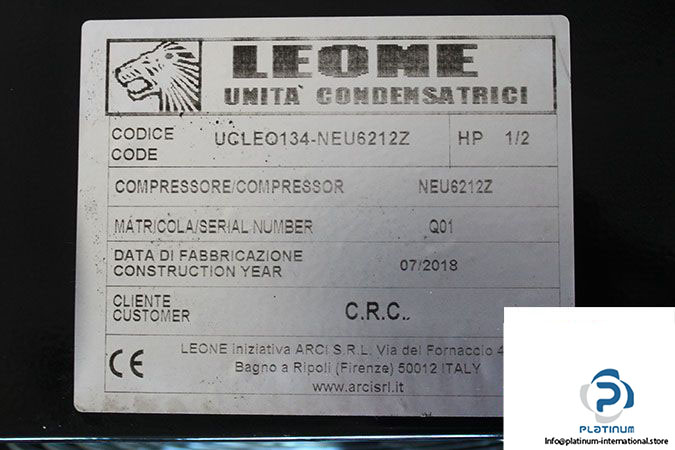 LEONE
UNITÀ CONDENSATRICI
CODICE
CODE
UCLEO134-NEU6212Z
HP 1/2
COMPRESSORE/COMPRESSOR NEU6212Z
MATRICOLA/SERIAL NUMBER Q01
DATA DI FABBRICAZIONE
CONSTRUCTION YEAR
07/2018
CLIENTE
CUSTOMER
C.R.C..
CE
LEONE iniziativa ARCI S.R.L. Via del Fornaccio 4
Bagno a Ripoli (Firenze) 50012 ITALY
www.arcisrl.it
PLATINUM
info@platinum-international.store